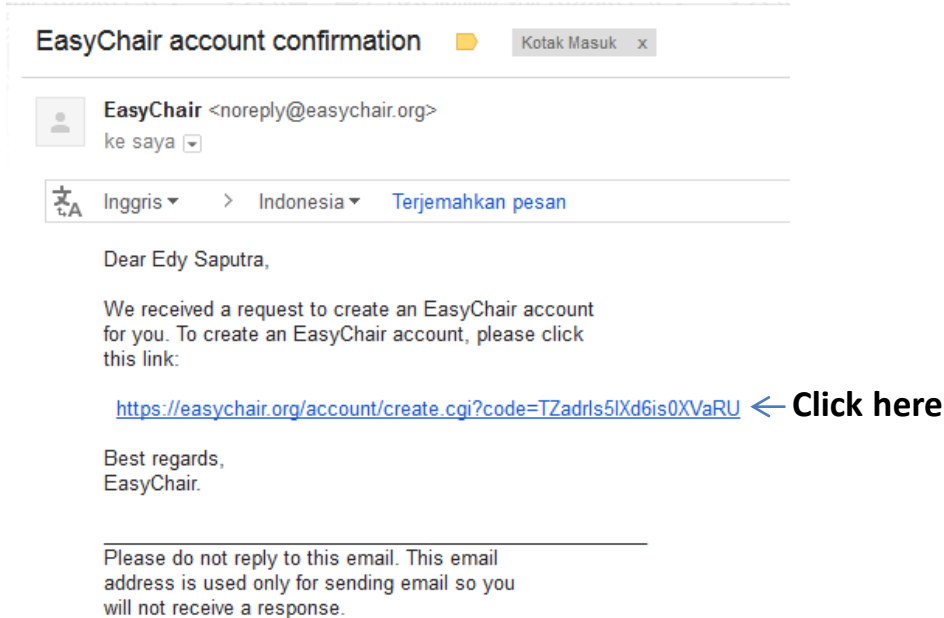 EasyChair account confirmation
Kotak Masuk x
EasyChair <noreply@easychair.org>
ke saya
Inggris > Indonesia Terjemahkan pesan
Dear Edy Saputra,
We received a request to create an EasyChair account
for you. To create an EasyChair account, please click
this link:
https://easychair.org/account/create.cgi?code=TZadrls5lXd6is0XVaRU
Click here
Best regards,
EasyChair.
Please do not reply to this email. This email
address is used only for sending email so you
will not receive a response.